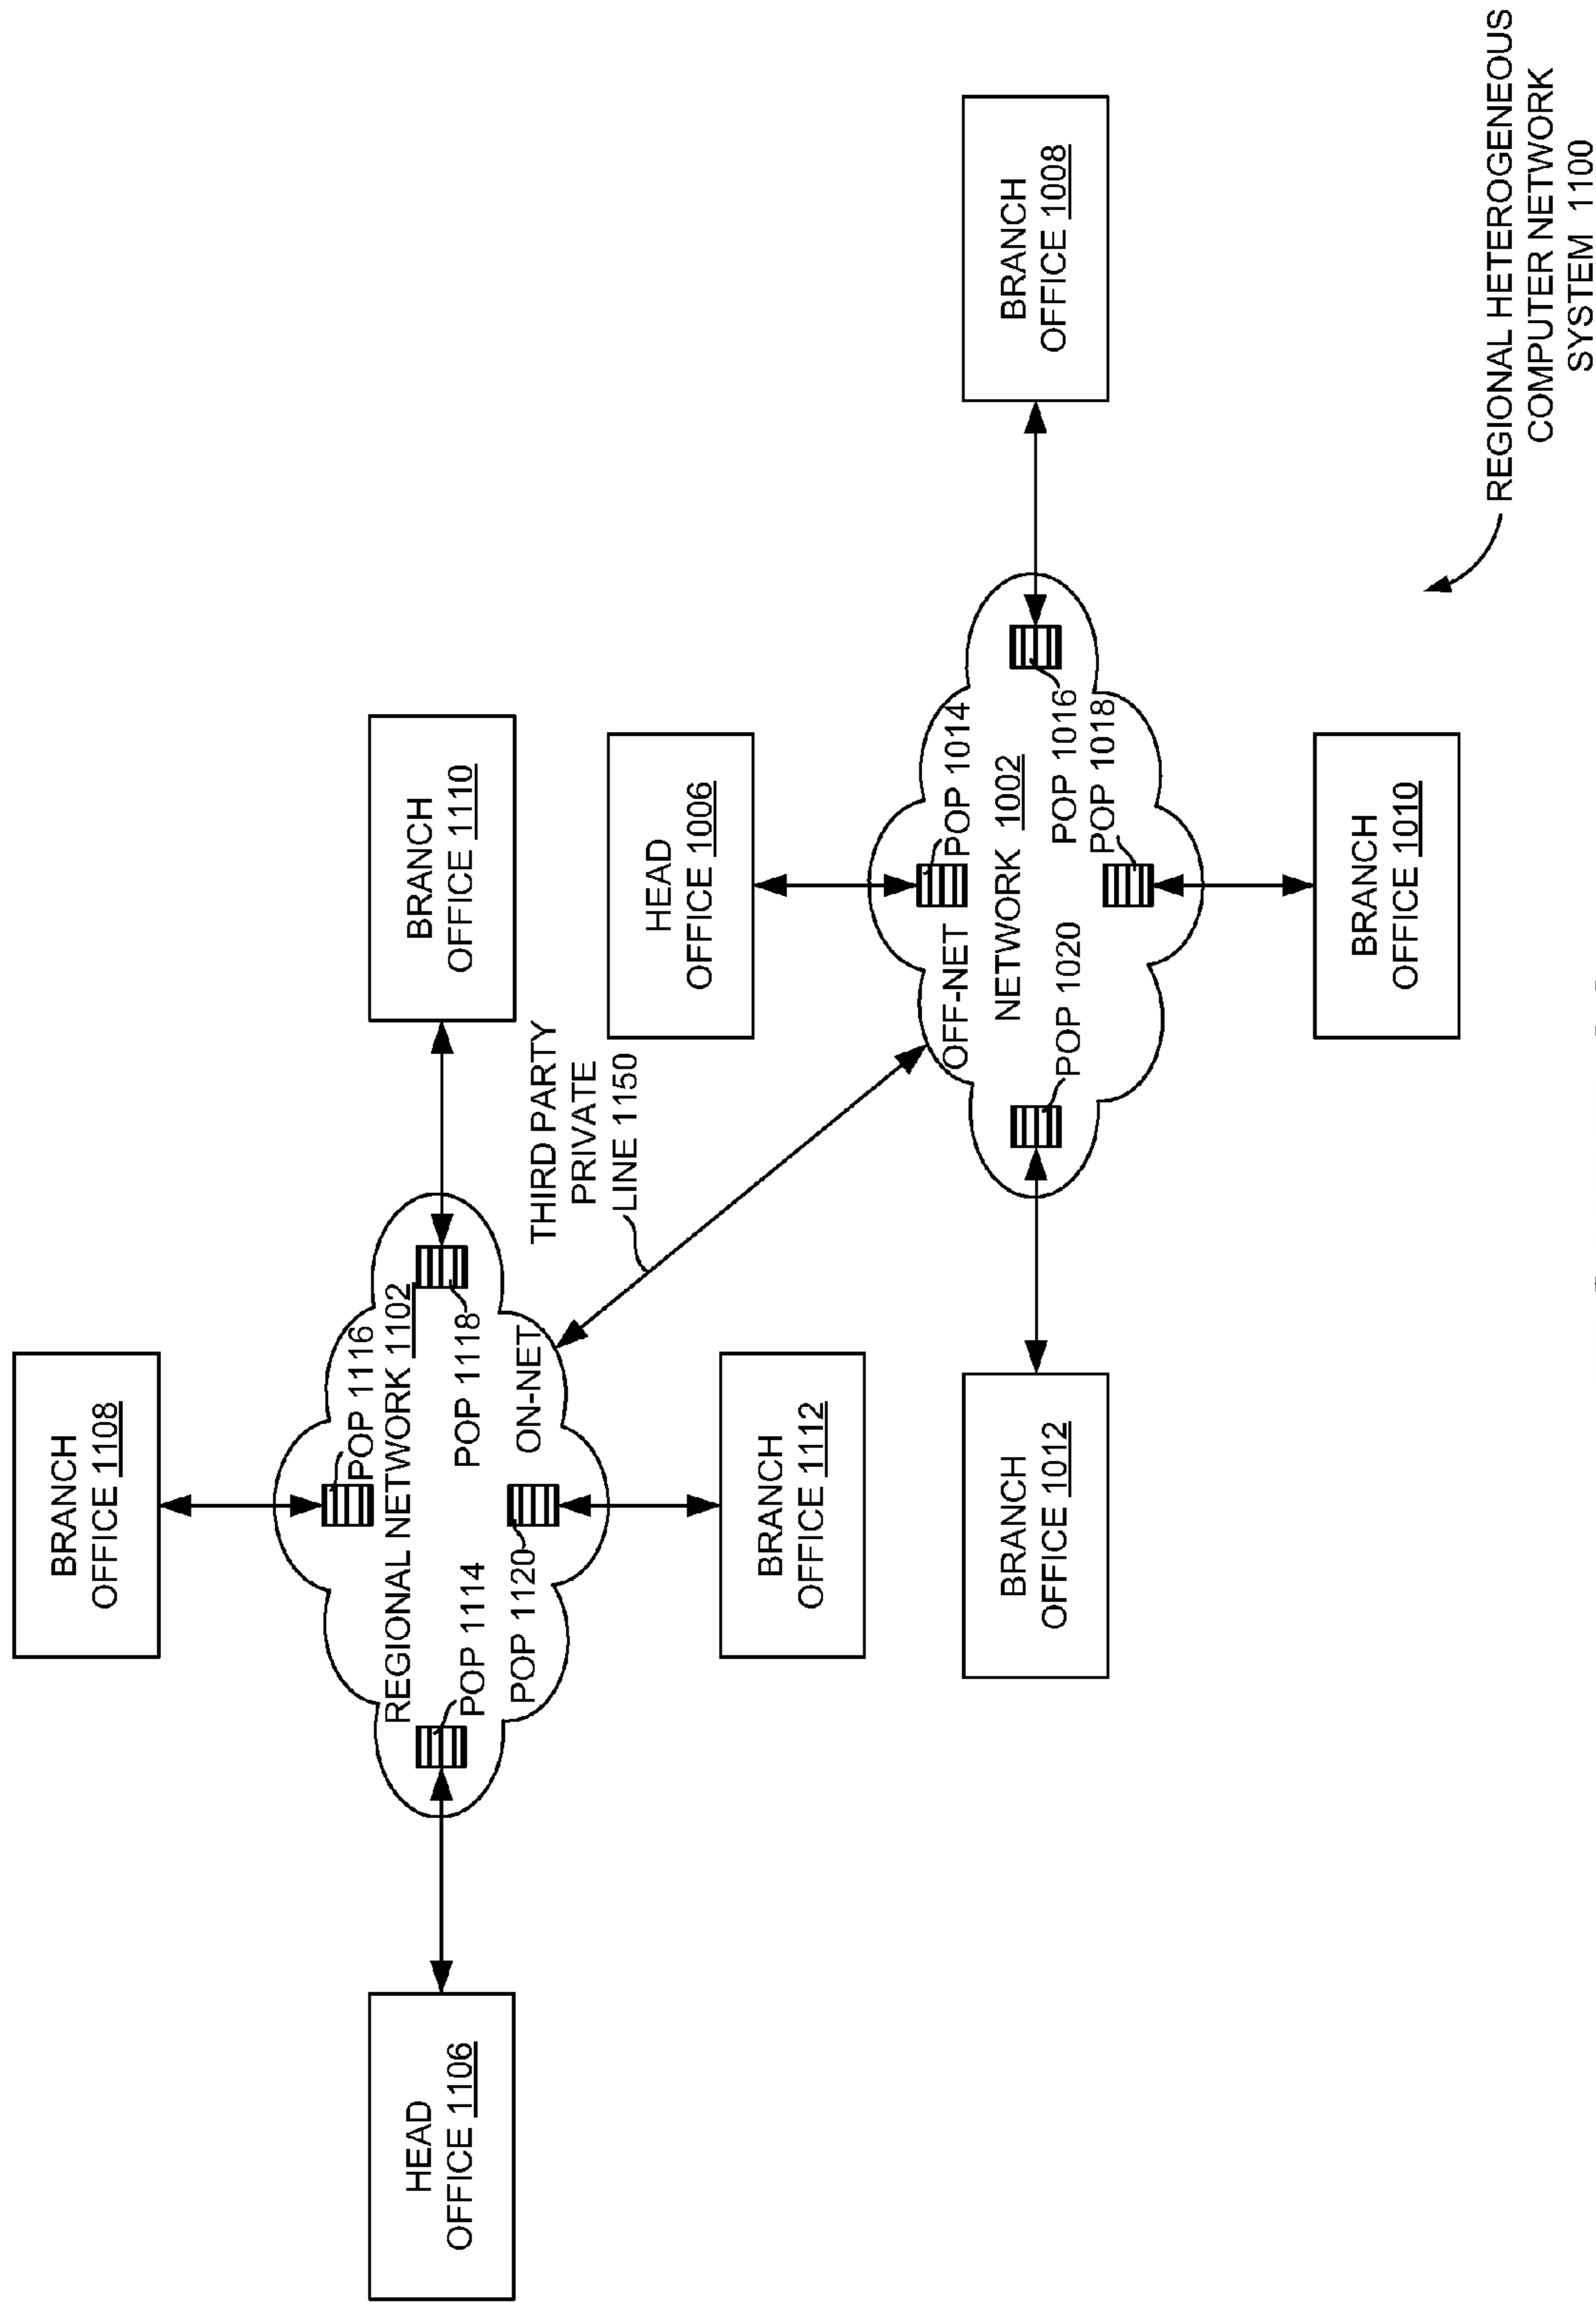 BRANCH
OFFICE 1108
HEAD
OFFICE 1106
POP 1116
REGIONAL NETWORK 1102
POP 1114
POP 1118
POP 1120
ON-NET
BRANCH
OFFICE 1110
BRANCH
OFFICE 1112
THIRD PARTY
PRIVATE
LINE 1150
HEAD
OFFICE 1006
OFF-NET
POP 1014
NETWORK 1002
POP 1020
POP 1016
POP 1018
BRANCH
OFFICE 1012
BRANCH
OFFICE 1008
BRANCH
OFFICE 1010
REGIONAL HETEROGENEOUS
COMPUTER NETWORK
SYSTEM 1100